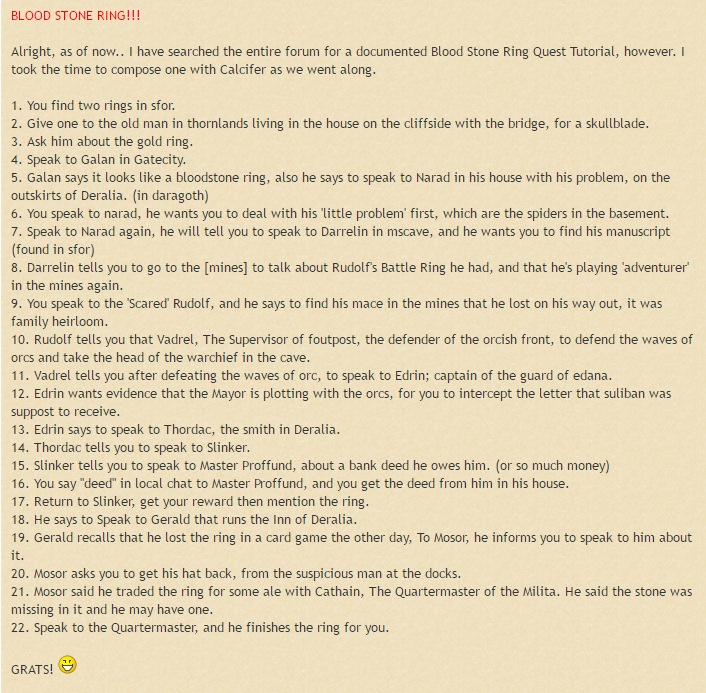 BLOOD STONE RING!!!
Alright, as of now.. I have searched the entire forum for a documented Blood Stone Ring Quest Tutorial, however. I
took the time to compose one with Calcifer as we went along.
1. You find two rings in sfor.
2. Give one to the old man in thornlands living in the house on the cliffside with the bridge, for a skullblade.
3. Ask him about the gold ring.
4. Speak to Galan in Gatecity.
5. Galan says it looks like a bloodstone ring, also he says to speak to Narad in his house with his problem, on the
outskirts of Deralia. (in daragoth)
6. You speak to narad, he wants you to deal with his 'little problem' first, which are the spiders in the basement.
7. Speak to Narad again, he will tell you to speak to Darrelin in mscave, and he wants you to find his manuscript
(found in sfor)
8. Darrelin tells you to go to the [mines] to talk about Rudolf's Battle Ring he had, and that he's playing 'adventurer'
in the mines again.
9. You speak to the 'Scared' Rudolf, and he says to find his mace in the mines that he lost on his way out, it was
family heirloom.
10. Rudolf tells you that Vadrel, The Supervisor of foutpost, the defender of the orcish front, to defend the waves of
orcs and take the head of the warchief in the cave.
11. Vadrel tells you after defeating the waves of orc, to speak to Edrin; captain of the guard of edana.
12. Edrin wants evidence that the Mayor is plotting with the orcs, for you to intercept the letter that suliban was
suppost to receive.
13. Edrin says to speak to Thordac, the smith in Deralia.
14. Thordac tells you to speak to Slinker.
15. Slinker tells you to speak to Master Proffund, about a bank deed he owes him. (or so much money)
16. You say "deed" in local chat to Master Proffund, and you get the deed from him in his house.
17. Return to Slinker, get your reward then mention the ring.
18. He says to Speak to Gerald that runs the Inn of Deralia.
19. Gerald recalls that he lost the ring in a card game the other day, To Mosor, he informs you to speak to him about
it.
20. Mosor asks you to get his hat back, from the suspicious man at the docks.
21. Mosor said he traded the ring for some ale with Cathain, The Quartermaster of the Milita. He said the stone was
missing in it and he may have one.
22. Speak to the Quartermaster, and he finishes the ring for you.
GRATS!